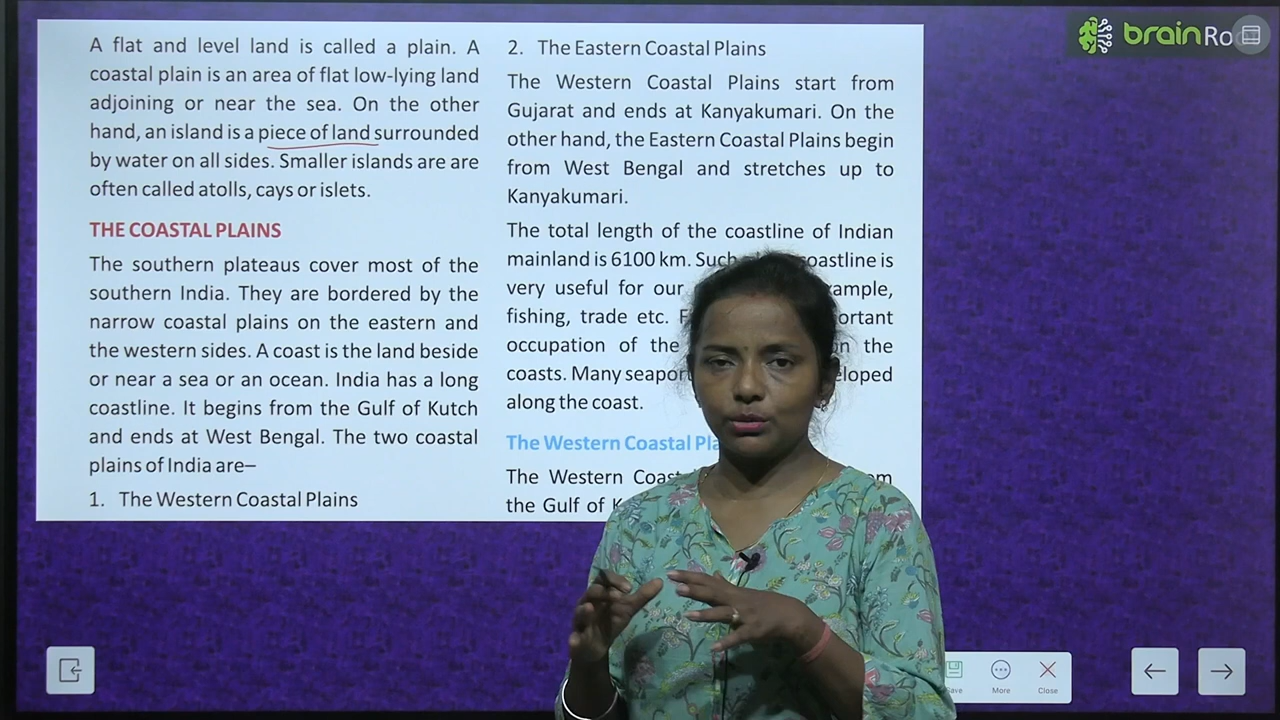 A flat and level land is called a plain. A
coastal plain is an area of flat low-lying land
adjoining or near the sea. On the other
hand, an island is a piece of land surrounded
by water on all sides. Smaller islands are are
often called atolls, cays or islets.
THE COASTAL PLAINS
The southern plateaus cover most of the
southern India. They are bordered by the
narrow coastal plains on the eastern and
the western sides. A coast is the land beside
or near a sea or an ocean. India has a long
coastline. It begins from the Gulf of Kutch
and ends at West Bengal. The two coastal
plains of India are–
1. The Western Coastal Plains
2. The Eastern Coastal Plains
The Western Coastal Plains start from
Gujarat and ends at Kanyakumari. On the
other hand, the Eastern Coastal Plains begin
from West Bengal and stretches up to
Kanyakumari.
The total length of the coastline of Indian
mainland is 6100 km. Such coastline is
very useful for our
fishing, trade etc.
occupation of the the
coasts. Many
along the coast.
The Western Coastal
The Western
the Gulf of
brain
Save
More
Close